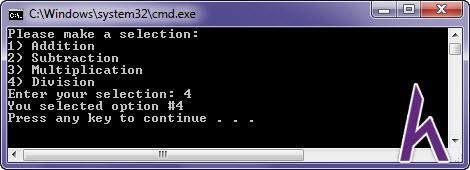 C:\Windows\system32\cmd.exe
Please make a selection:
1) Addition
2) Subtraction
3) Multiplication
4) Division
Enter your selection: 4
You selected option #4
Press any key to continue . . .